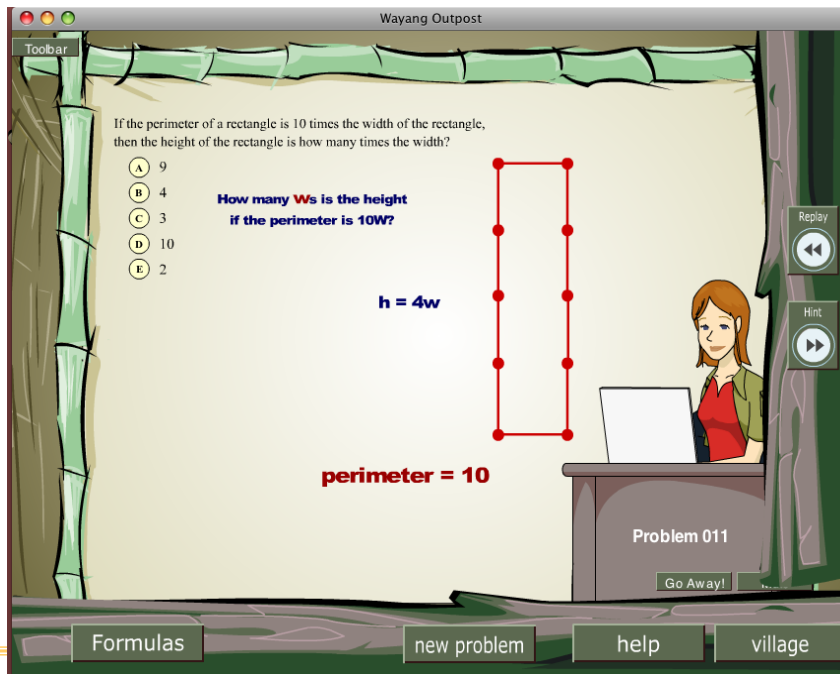 Wayang Outpost
Toolbar
If the perimeter of a rectangle is 10 times the width of the rectangle,
then the height of the rectangle is how many times the width?
A 9
B 4
C 3
D 10
E 2
How many Ws is the height
if the perimeter is 10W?
h = 4w
perimeter = 10
Replay
Hint
Problem 011
Go Away!
Formulas
new problem
help
village